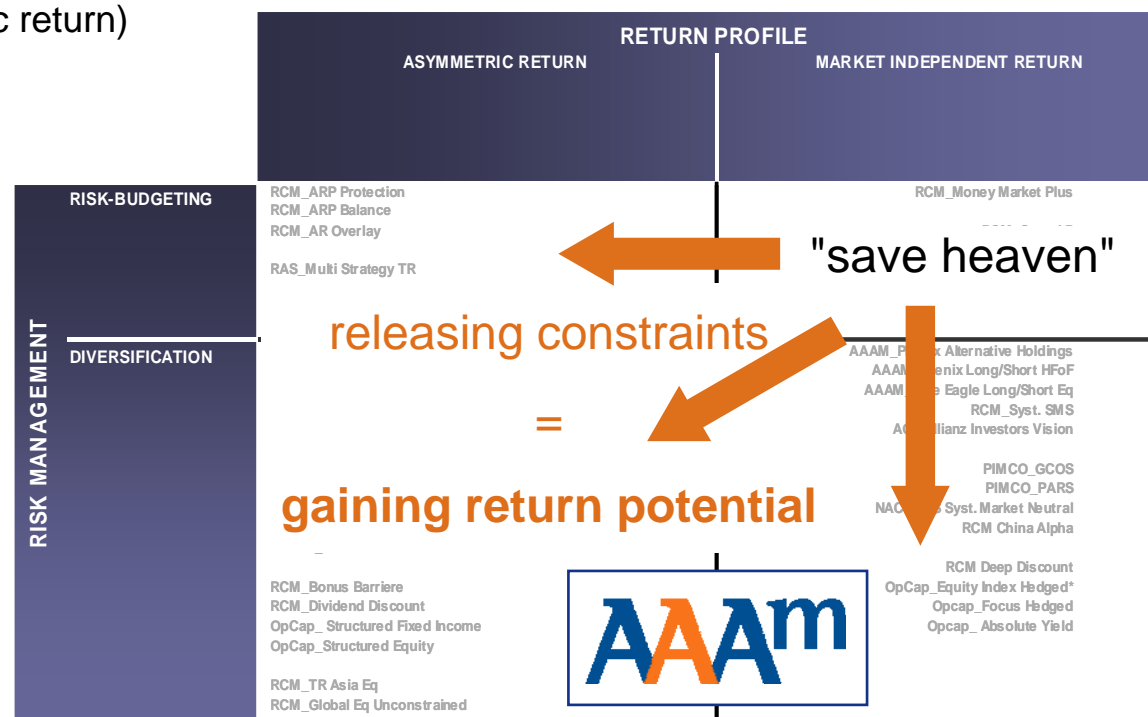 c return)
RETURN PROFILE
ASYMMETRIC RETURN
MARKET INDEPENDENT RETURN
RISK MANAGEMENT
RISK-BUDGETING
RCM_ARP Protection
RCM_ARP Balance
RCM_AR Overlay
RAS_Multi Strategy TR
RCM_Money Market Plus
"save heaven"
releasing constraints
=
gaining return potential
DIVERSIFICATION
Alternative Holdings
Long/Short HFoF
Eagle Long/Short Eq
RCM_Syst. SMS
Investors Vision
PIMCO_GCOS
PIMCO_PARS
Syst. Market Neutral
RCM China Alpha
RCM Deep Discount
OpCap_Equity Index Hedged*
Opcap_Focus Hedged
Opcap_ Absolute Yield
RCM_Bonus Barriere
RCM_Dividend Discount
OpCap_ Structured Fixed Income
OpCap_Structured Equity
RCM_TR Asia Eq
RCM_Global Eq Unconstrained
AAAm